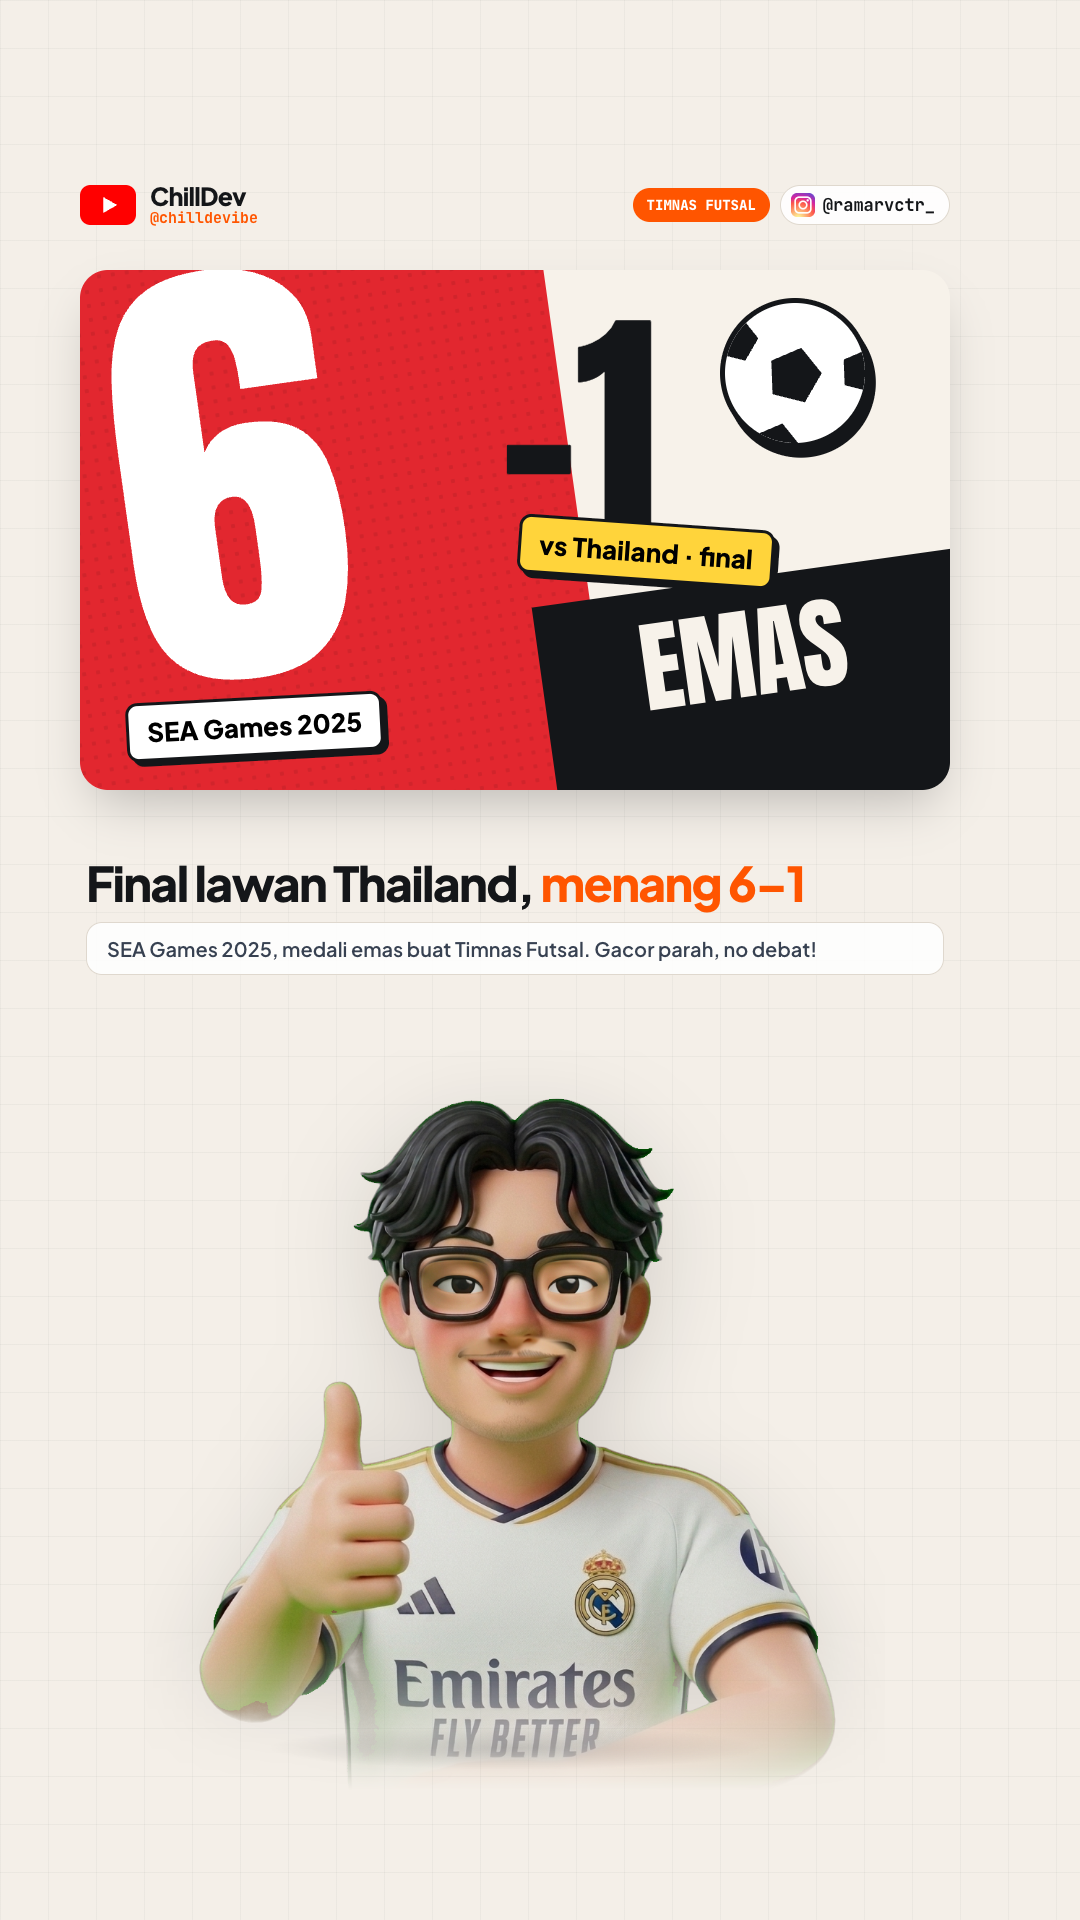 ChillDev
@chilldevibe
TIMNAS FUTSAL
@ramarvctr_
6
-1
vs Thailand · final
EMAS
SEA Games 2025
Final lawan Thailand, menang 6–1
SEA Games 2025, medali emas buat Timnas Futsal. Gacor parah, no debat!
h
Emirates
FLY BETTER